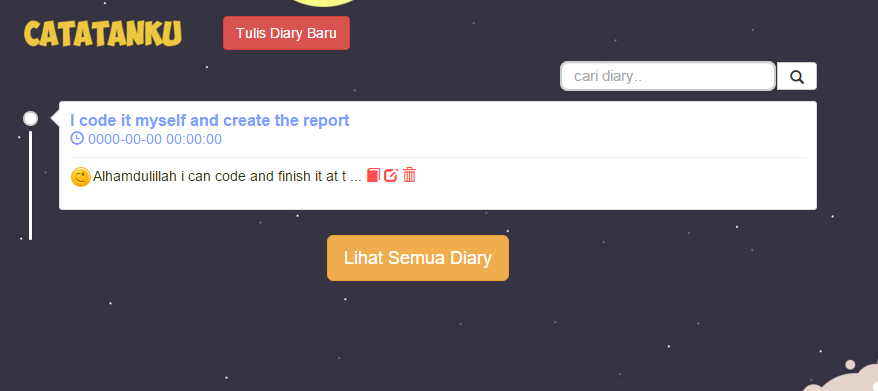 CATATANKU
Tulis Diary Baru
cari diary..
I code it myself and create the report
0000-00-00 00:00:00
Alhamdulillah i can code and finish it at t ...
Lihat Semua Diary